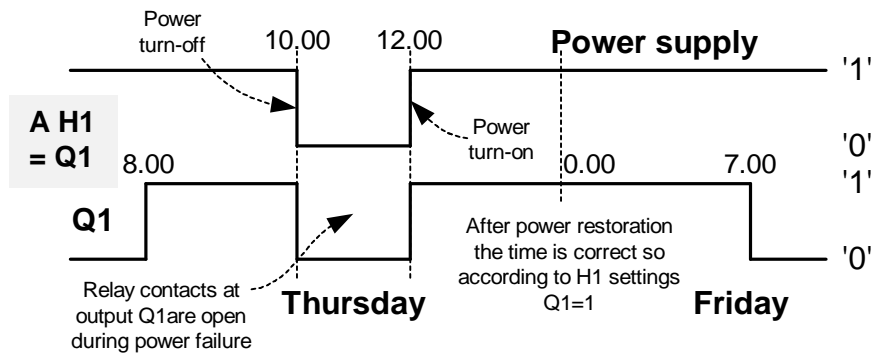 Power
turn-off
10.00
12.00
Power supply
'1'
A H1
= Q1
Power
turn-on
'0'
8.00
0.00
7.00
'1'
Q1
After power restoration
the time is correct so
according to H1 settings
Q1=1
'0'
Relay contacts at
output Q1are open
during power failure
Thursday
Friday